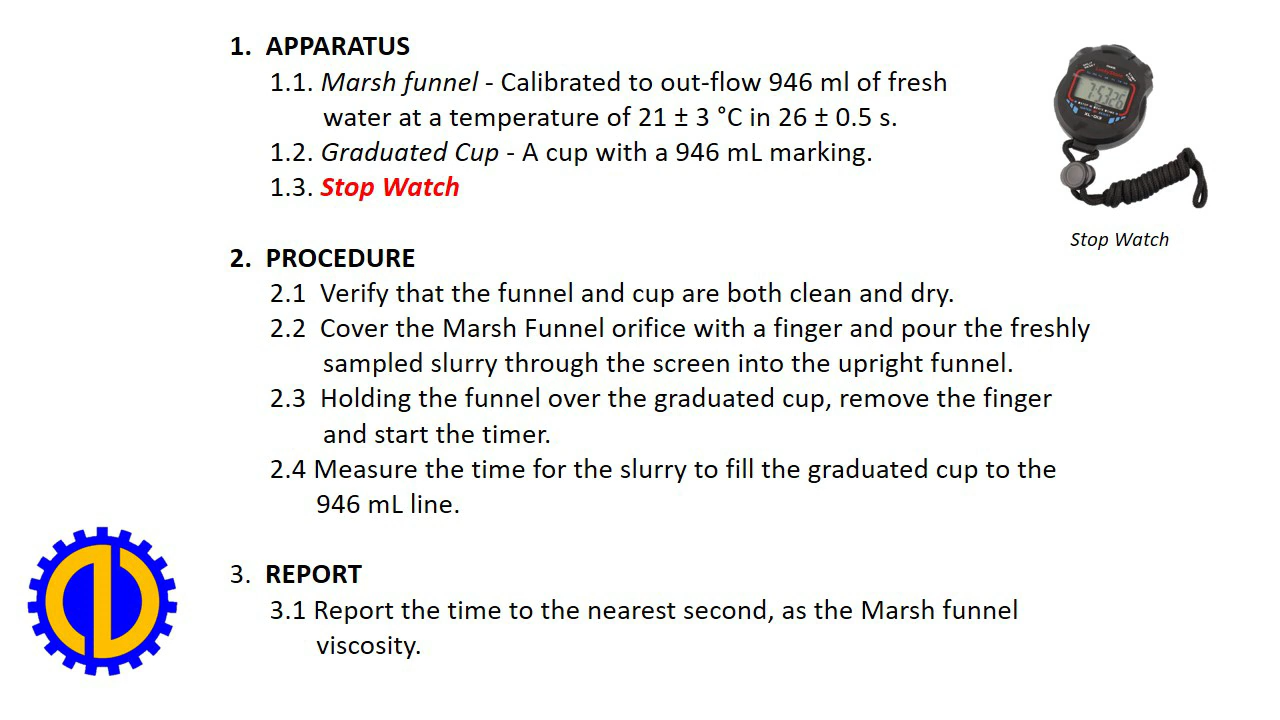 1. APPARATUS
1.1. Marsh funnel - Calibrated to out-flow 946 ml of fresh
water at a temperature of 21 ± 3 °C in 26 ± 0.5 s.
1.2. Graduated Cup - A cup with a 946 mL marking.
1.3. Stop Watch
Stop Watch
2. PROCEDURE
2.1 Verify that the funnel and cup are both clean and dry.
2.2 Cover the Marsh Funnel orifice with a finger and pour the freshly
sampled slurry through the screen into the upright funnel.
2.3 Holding the funnel over the graduated cup, remove the finger
and start the timer.
2.4 Measure the time for the slurry to fill the graduated cup to the
946 mL line.
3. REPORT
3.1 Report the time to the nearest second, as the Marsh funnel
viscosity.